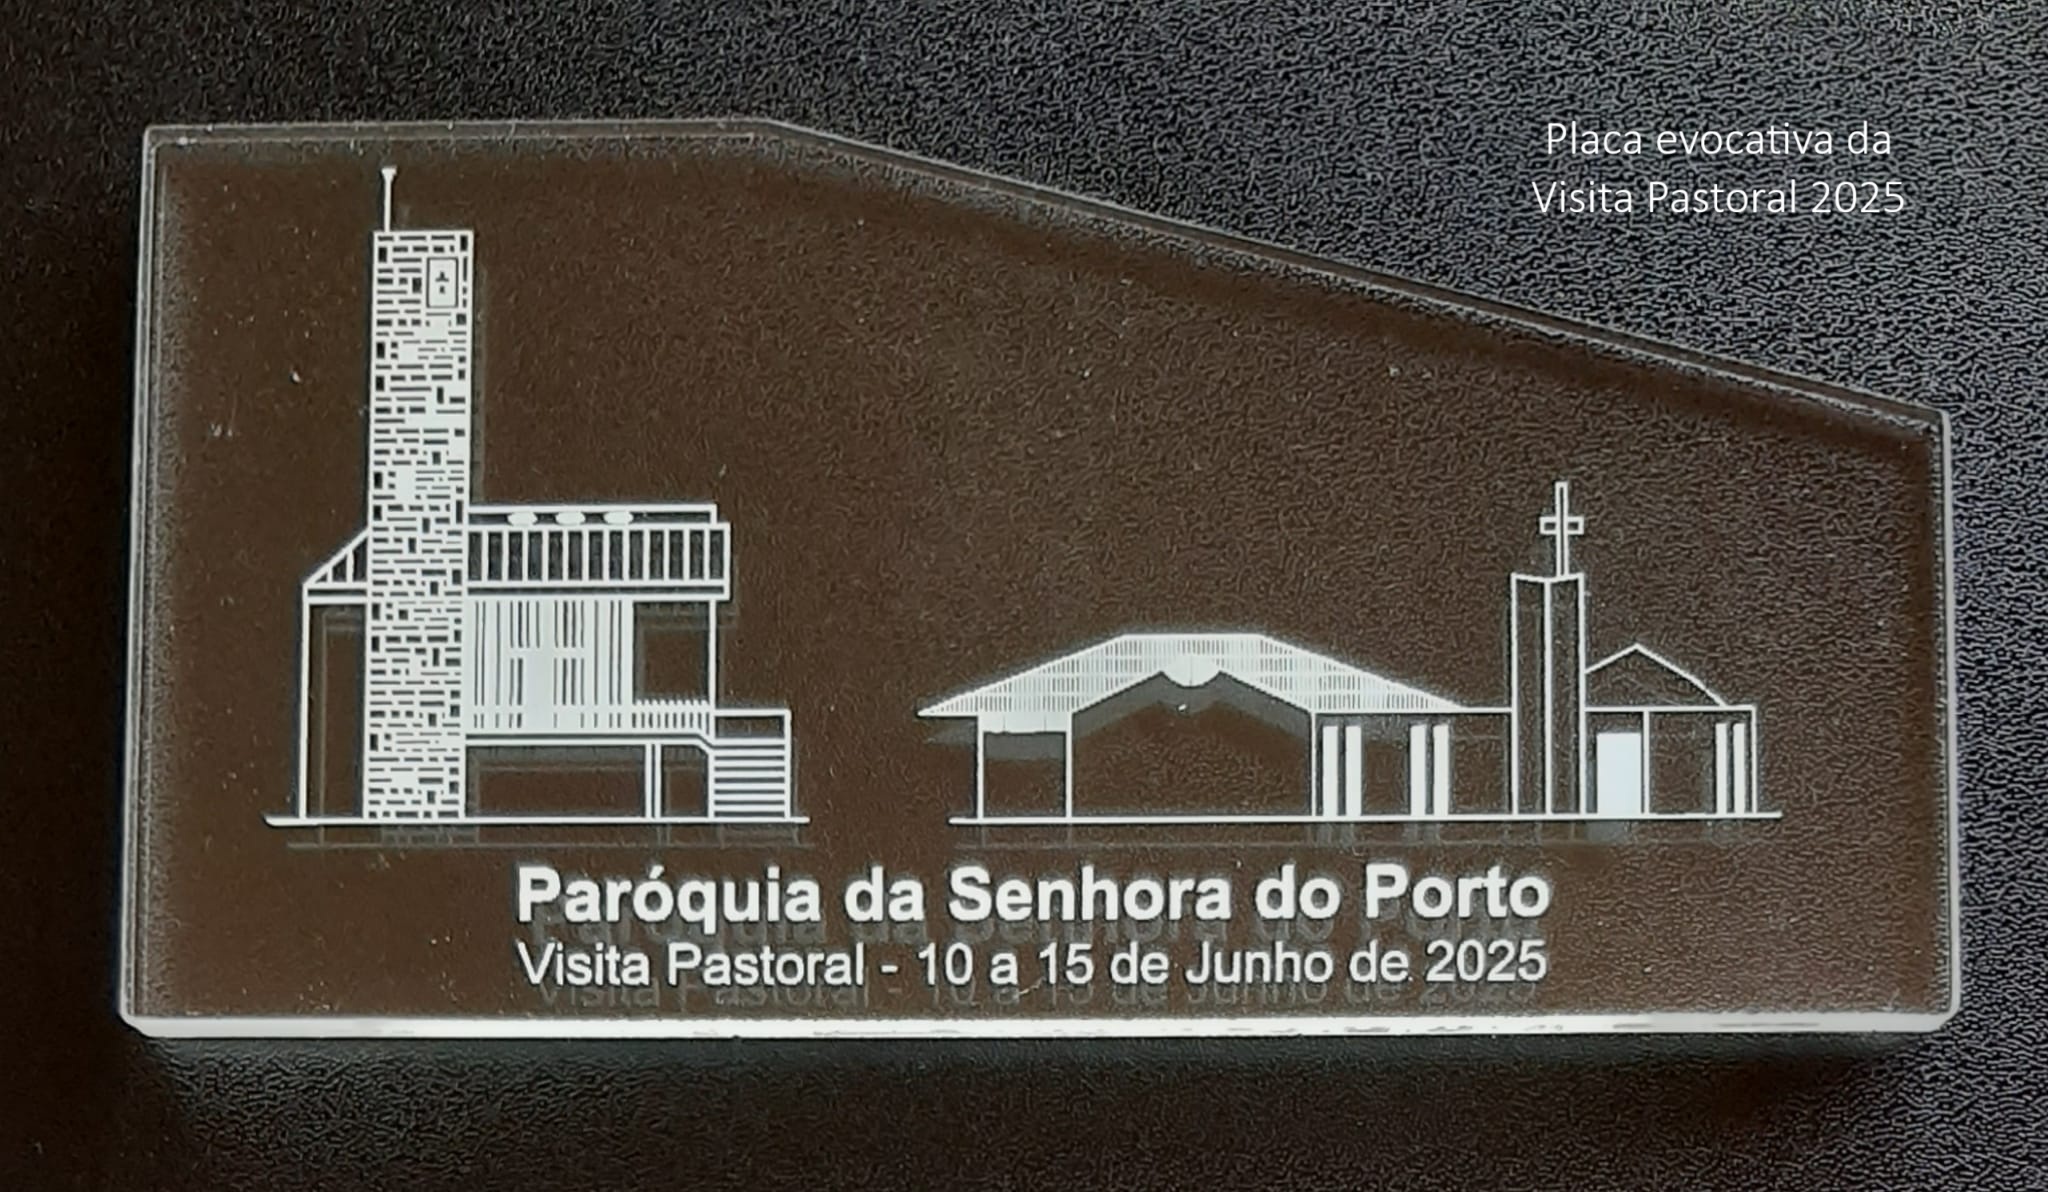 Placa evocativa da
Visita Pastoral 2025
Paróquia da Senhora do Porto
Visita Pastoral - 10 a 15 de Junho de 2025